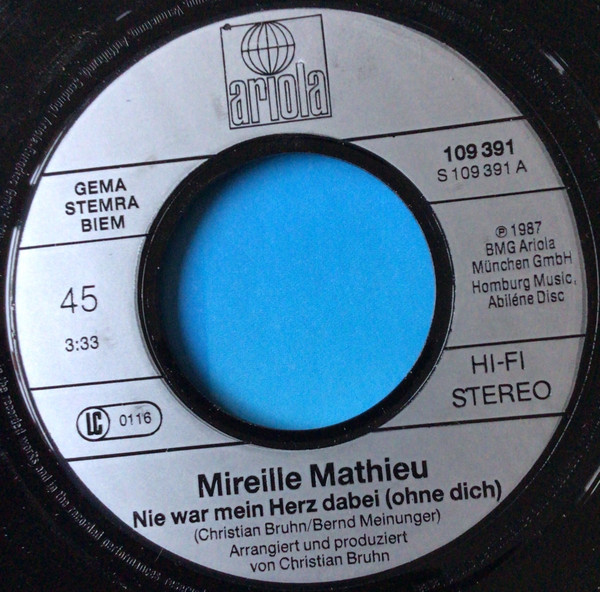 ariola
109 391
S 109 391 A
GEMA
STEMRA
BIEM
℗ 1987
BMG Ariola
München GmbH
Homburg Music,
Abiléne Disc
45
3:33
HI-FI
STEREO
LC 0116
Mireille Mathieu
Nie war mein Herz dabei (ohne dich)
(Christian Bruhn/Bernd Meinunger)
Arrangiert und produziert
von Christian Bruhn